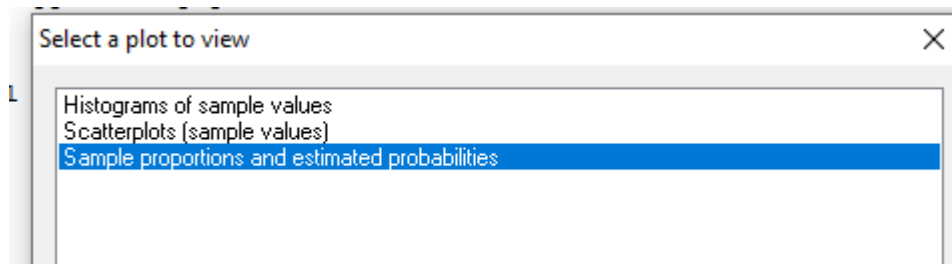 Select a plot to view
Histograms of sample values
Scatterplots (sample values)
Sample proportions and estimated probabilities